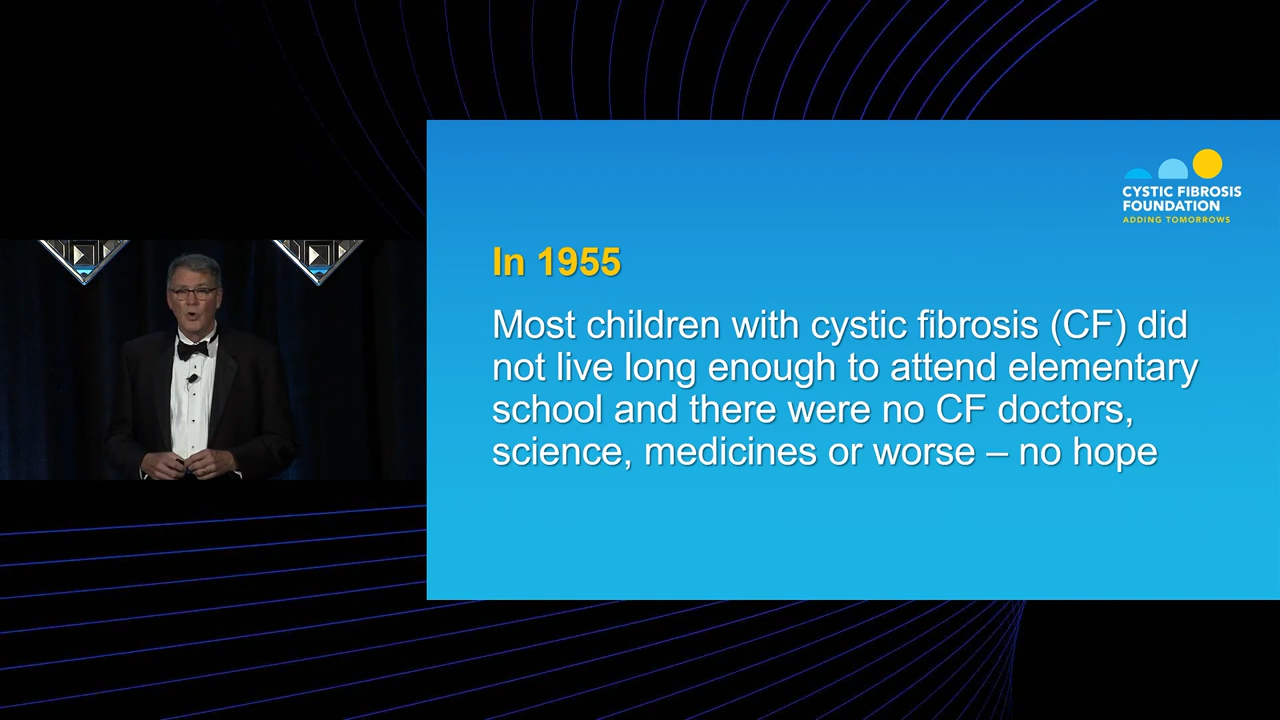 CYSTIC FIBROSIS
FOUNDATION
ADDING TOMORROWS
In 1955
Most children with cystic fibrosis (CF) did
not live long enough to attend elementary
school and there were no CF doctors,
science, medicines or worse – no hope